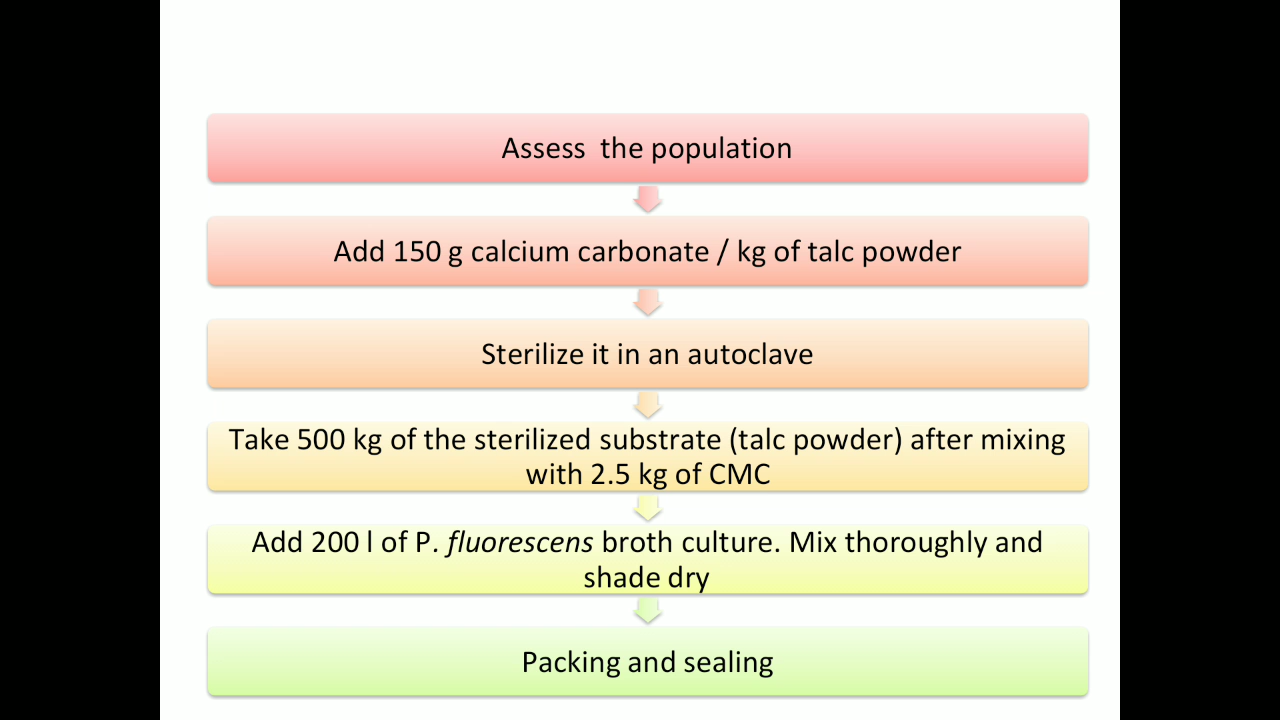 Assess  the population
Add 150 g calcium carbonate / kg of talc powder
Sterilize it in an autoclave
Take 500 kg of the sterilized substrate (talc powder) after mixing
with 2.5 kg of CMC
Add 200 l of P. fluorescens broth culture. Mix thoroughly and
shade dry
Packing and sealing